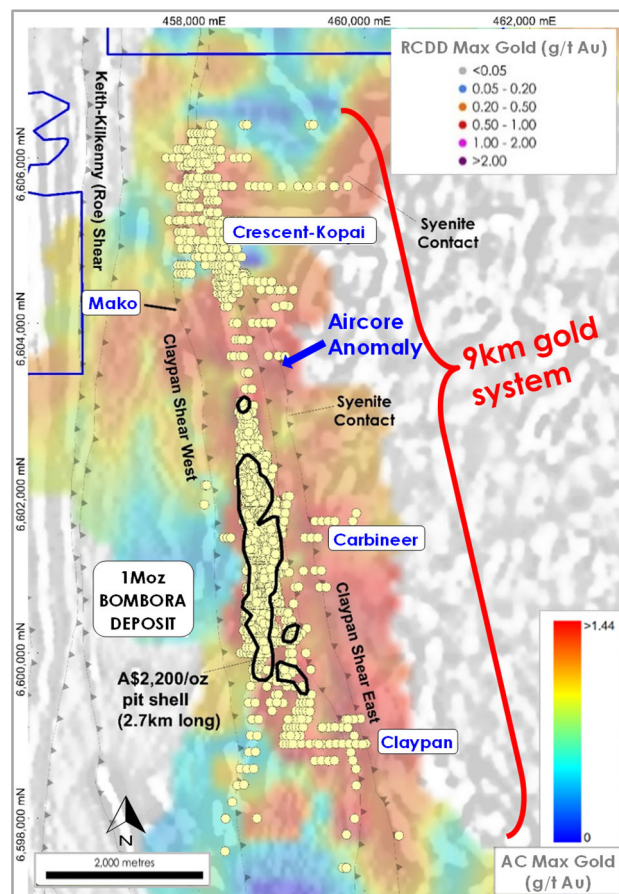 458,000 mE
460,000 mE
462,000 mE
RCDD Max Gold (g/t Au)
<0.05
0.05 - 0.20
0.20 - 0.50
0.50 - 1.00
1.00 - 2.00
>2.00
Keith-Kilkenny (Roe) Shear
6,606,000 mN
Syenite
Contact
Crescent-Kopai
Mako
6,604,000 mN
Aircore
Anomaly
9km gold
system
Claypan Shear West
Syenite
Contact
6,602,000 mN
Carbineer
1Moz
BOMBORA
DEPOSIT
Claypan Shear East
6,600,000 mN
A$2,200/oz
pit shell
(2.7km long)
Claypan
>1.44
0
AC Max Gold
(g/t Au)
6,598,000 mN
N
2,000 metres